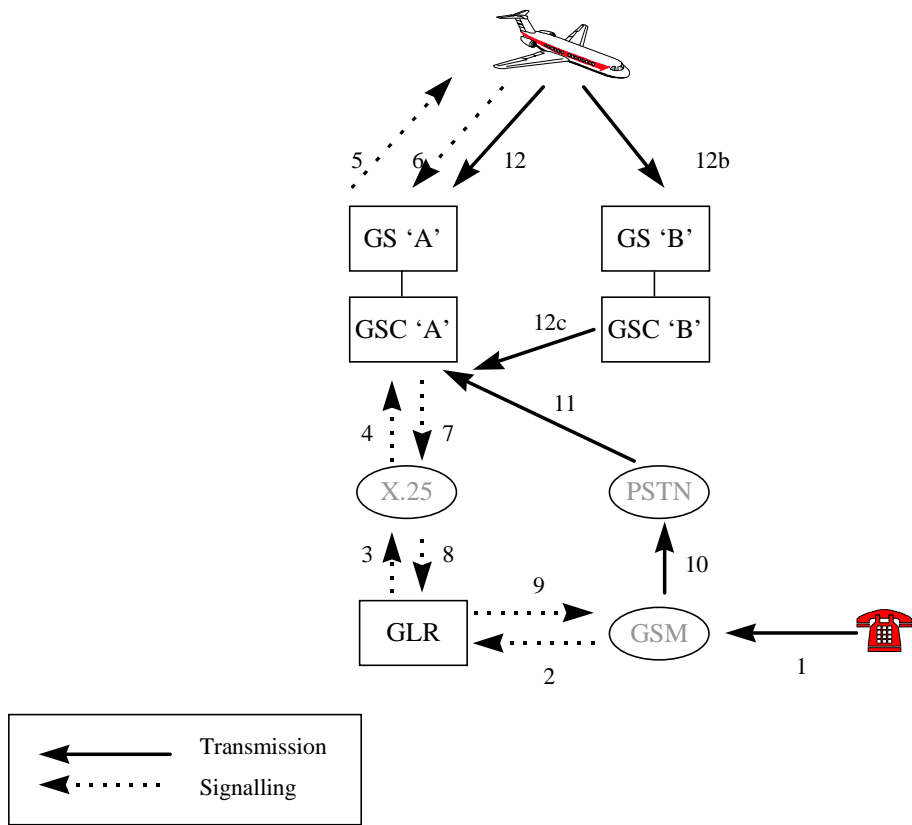 5
6
12
12b
GS ‘A’
GS ‘B’
GSC ‘A’
12c
GSC ‘B’
11
4
7
X.25
PSTN
3
8
10
9
GLR
GSM
2
1
Transmission
Signalling